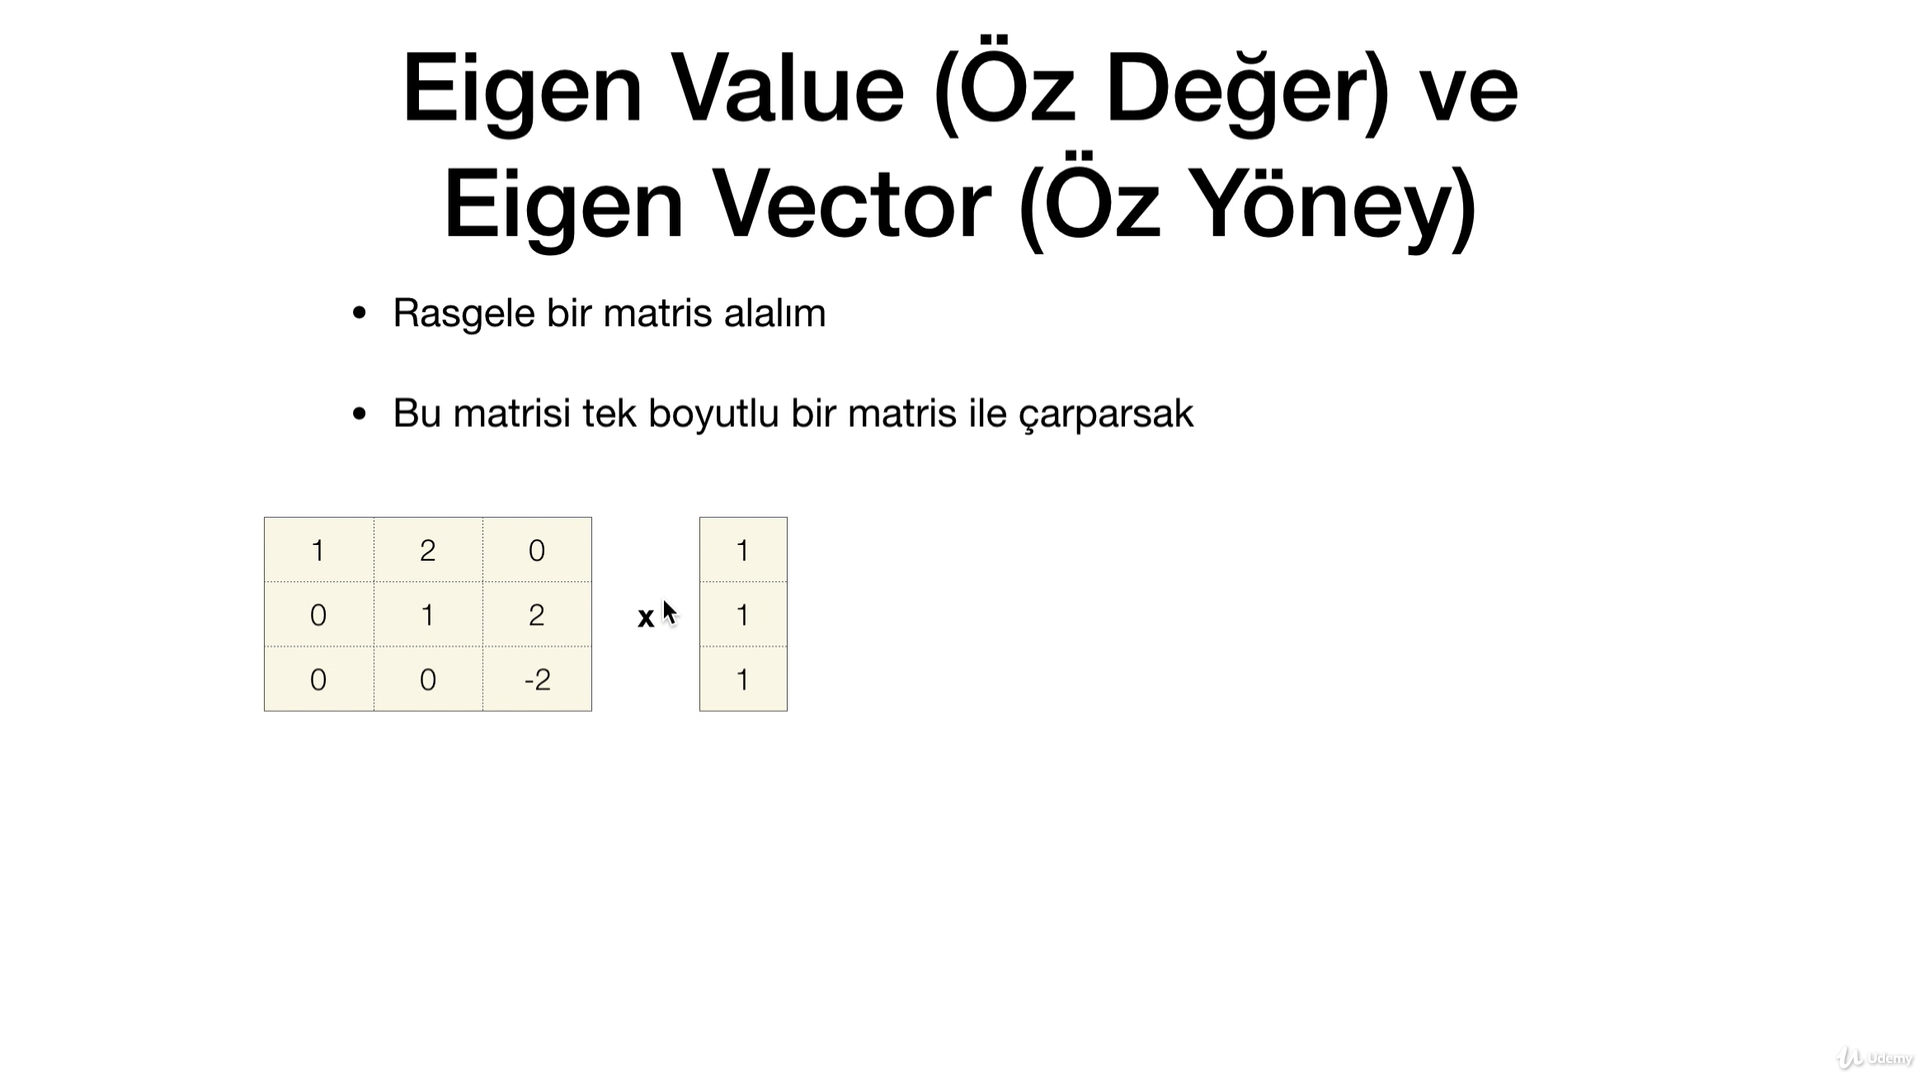 Eigen Value (Öz Değer) ve
Eigen Vector (Öz Yöney)
• Rasgele bir matris alalım
• Bu matrisi tek boyutlu bir matris ile çarparsak
1 2 0 1
0 1 2 x 1
0 0 -2 1
Udemy